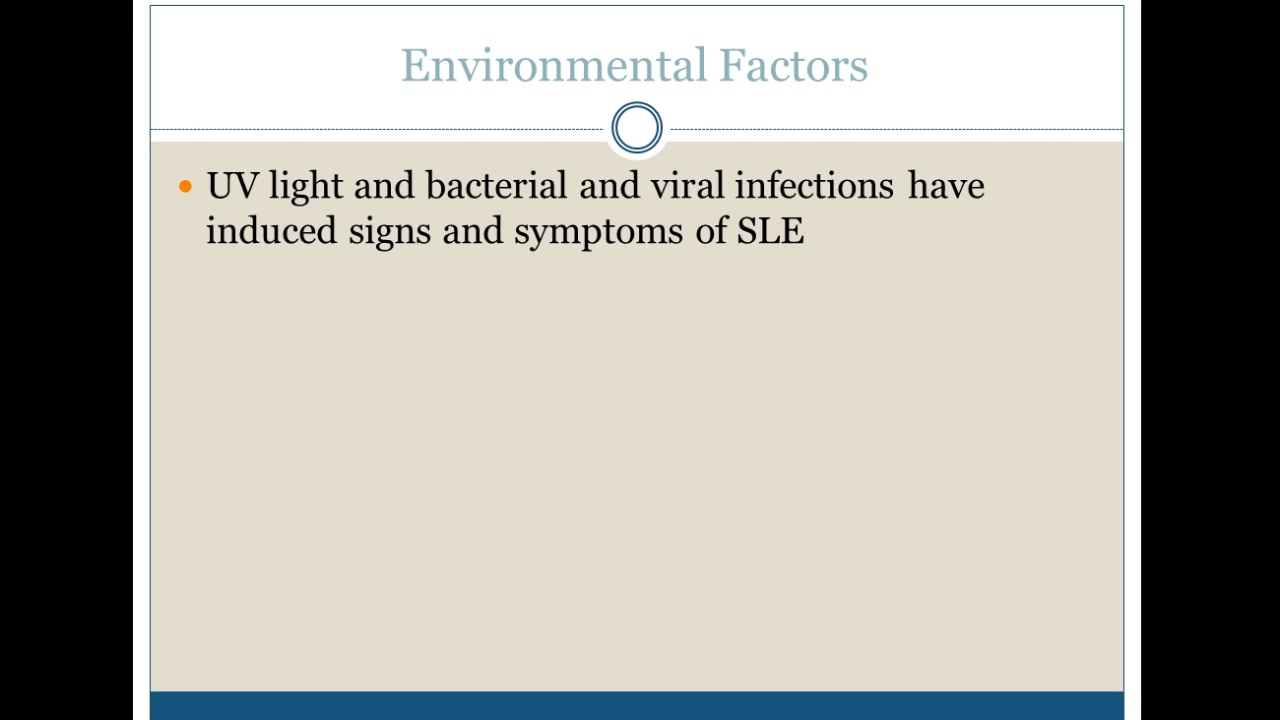 Environmental Factors
UV light and bacterial and viral infections have
induced signs and symptoms of SLE